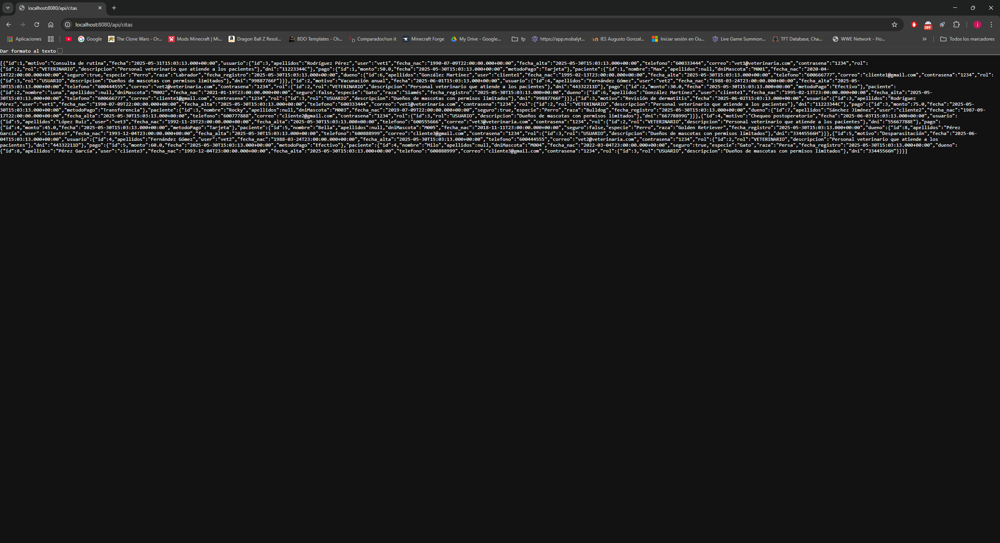 localhost:8080/api/citas
localhost:8080/api/citas
OFF
j
Aplicaciones Google The Clone Wars - Or... Mods Minecraft | Mi... Dragon Ball Z Resol... BDO Templates - Ch... Comparador/run it Minecraft Forge My Drive - Google... fp https://app.mobalyt... IES Augusto Gonzal... Iniciar sesión en Ou... Live Game Summon... TFT Database, Cha... WWE Network - Ho... » Todos los marcadores
Dar formato al texto
[{"id":1,"motivo":"Consulta de rutina","fecha":"2025-05-31T15:03:13.000+00:00","usuario":{"id":3,"apellidos":"Rodríguez Pérez","user":"vet1","fecha_nac":"1990-07-09T22:00:00.000+00:00","fecha_alta":"2025-05-30T15:03:13.000+00:00","telefono":"600333444","correo":"vet1@veterinaria.com","contrasena":"1234","rol":
{"id":2,"rol":"VETERINARIO","descripcion":"Personal veterinario que atiende a los pacientes"},"dni":"11223344C"},"pago":{"id":1,"monto":50.0,"fecha":"2025-05-30T15:03:13.000+00:00","metodoPago":"Tarjeta"},"paciente":{"id":1,"nombre":"Max","apellidos":null,"dniMascota":"M001","fecha_nac":"2020-04-
14T22:00:00.000+00:00","seguro":true,"especie":"Perro","raza":"Labrador","fecha_registro":"2025-05-30T15:03:13.000+00:00","dueno":{"id":6,"apellidos":"González Martínez","user":"cliente1","fecha_nac":"1995-02-13T23:00:00.000+00:00","fecha_alta":"2025-05-30T15:03:13.000+00:00","telefono":"600666777","correo":"cliente1@gmail.com","contrasena":"1234","rol":
{"id":3,"rol":"USUARIO","descripcion":"Dueños de mascotas con permisos limitados"},"dni":"99887766F"}}},{"id":2,"motivo":"Vacunación anual","fecha":"2025-06-01T15:03:13.000+00:00","usuario":{"id":4,"apellidos":"Fernández Gómez","user":"vet2","fecha_nac":"1988-03-24T23:00:00.000+00:00","fecha_alta":"2025-05-
30T15:03:13.000+00:00","telefono":"600444555","correo":"vet2@veterinaria.com","contrasena":"1234","rol":{"id":2,"rol":"VETERINARIO","descripcion":"Personal veterinario que atiende a los pacientes"},"dni":"44332211D"},"pago":{"id":2,"monto":30.0,"fecha":"2025-05-30T15:03:13.000+00:00","metodoPago":"Efectivo"},"paciente":
{"id":2,"nombre":"Luna","apellidos":null,"dniMascota":"M002","fecha_nac":"2021-01-19T23:00:00.000+00:00","seguro":false,"especie":"Gato","raza":"Siamés","fecha_registro":"2025-05-30T15:03:13.000+00:00","dueno":{"id":6,"apellidos":"González Martínez","user":"cliente1","fecha_nac":"1995-02-13T23:00:00.000+00:00","fecha_alta":"2025-05-
30T15:03:13.000+00:00","telefono":"600666777","correo":"cliente1@gmail.com","contrasena":"1234","rol":{"id":3,"rol":"USUARIO","descripcion":"Dueños de mascotas con permisos limitados"},"dni":"99887766F"}}},{"id":3,"motivo":"Revisión de dermatitis","fecha":"2025-06-02T15:03:13.000+00:00","usuario":{"id":3,"apellidos":"Rodríguez
Pérez","user":"vet1","fecha_nac":"1990-07-09T22:00:00.000+00:00","fecha_alta":"2025-05-30T15:03:13.000+00:00","telefono":"600333444","correo":"vet1@veterinaria.com","contrasena":"1234","rol":{"id":2,"rol":"VETERINARIO","descripcion":"Personal veterinario que atiende a los pacientes"},"dni":"11223344C"},"pago":{"id":3,"monto":75.0,"fecha":"2025-05-
30T15:03:13.000+00:00","metodoPago":"Transferencia"},"paciente":{"id":3,"nombre":"Rocky","apellidos":null,"dniMascota":"M003","fecha_nac":"2019-07-09T22:00:00.000+00:00","seguro":true,"especie":"Perro","raza":"Bulldog","fecha_registro":"2025-05-30T15:03:13.000+00:00","dueno":{"id":7,"apellidos":"Sánchez Jiménez","user":"cliente2","fecha_nac":"1987-09-
17T22:00:00.000+00:00","fecha_alta":"2025-05-30T15:03:13.000+00:00","telefono":"600777888","correo":"cliente2@gmail.com","contrasena":"1234","rol":{"id":3,"rol":"USUARIO","descripcion":"Dueños de mascotas con permisos limitados"},"dni":"66778899G"}}},{"id":4,"motivo":"Chequeo postoperatorio","fecha":"2025-06-03T15:03:13.000+00:00","usuario":
{"id":5,"apellidos":"López Ruiz","user":"vet3","fecha_nac":"1992-11-29T23:00:00.000+00:00","fecha_alta":"2025-05-30T15:03:13.000+00:00","telefono":"600555666","correo":"vet3@veterinaria.com","contrasena":"1234","rol":{"id":2,"rol":"VETERINARIO","descripcion":"Personal veterinario que atiende a los pacientes"},"dni":"55667788E"},"pago":
{"id":4,"monto":45.0,"fecha":"2025-05-30T15:03:13.000+00:00","metodoPago":"Tarjeta"},"paciente":{"id":5,"nombre":"Bella","apellidos":null,"dniMascota":"M005","fecha_nac":"2018-11-11T23:00:00.000+00:00","seguro":false,"especie":"Perro","raza":"Golden Retriever","fecha_registro":"2025-05-30T15:03:13.000+00:00","dueno":{"id":8,"apellidos":"Pérez
García","user":"cliente3","fecha_nac":"1993-12-04T23:00:00.000+00:00","fecha_alta":"2025-05-30T15:03:13.000+00:00","telefono":"600888999","correo":"cliente3@gmail.com","contrasena":"1234","rol":{"id":3,"rol":"USUARIO","descripcion":"Dueños de mascotas con permisos limitados"},"dni":"33445566H"}}},{"id":5,"motivo":"Desparasitación","fecha":"2025-06-
04T15:03:13.000+00:00","usuario":{"id":4,"apellidos":"Fernández Gómez","user":"vet2","fecha_nac":"1988-03-24T23:00:00.000+00:00","fecha_alta":"2025-05-30T15:03:13.000+00:00","telefono":"600444555","correo":"vet2@veterinaria.com","contrasena":"1234","rol":{"id":2,"rol":"VETERINARIO","descripcion":"Personal veterinario que atiende a los
pacientes"},"dni":"44332211D"},"pago":{"id":5,"monto":60.0,"fecha":"2025-05-30T15:03:13.000+00:00","metodoPago":"Efectivo"},"paciente":{"id":4,"nombre":"Milo","apellidos":null,"dniMascota":"M004","fecha_nac":"2022-03-04T23:00:00.000+00:00","seguro":true,"especie":"Gato","raza":"Persa","fecha_registro":"2025-05-30T15:03:13.000+00:00","dueno":
{"id":8,"apellidos":"Pérez García","user":"cliente3","fecha_nac":"1993-12-04T23:00:00.000+00:00","fecha_alta":"2025-05-30T15:03:13.000+00:00","telefono":"600888999","correo":"cliente3@gmail.com","contrasena":"1234","rol":{"id":3,"rol":"USUARIO","descripcion":"Dueños de mascotas con permisos limitados"},"dni":"33445566H"}}}]